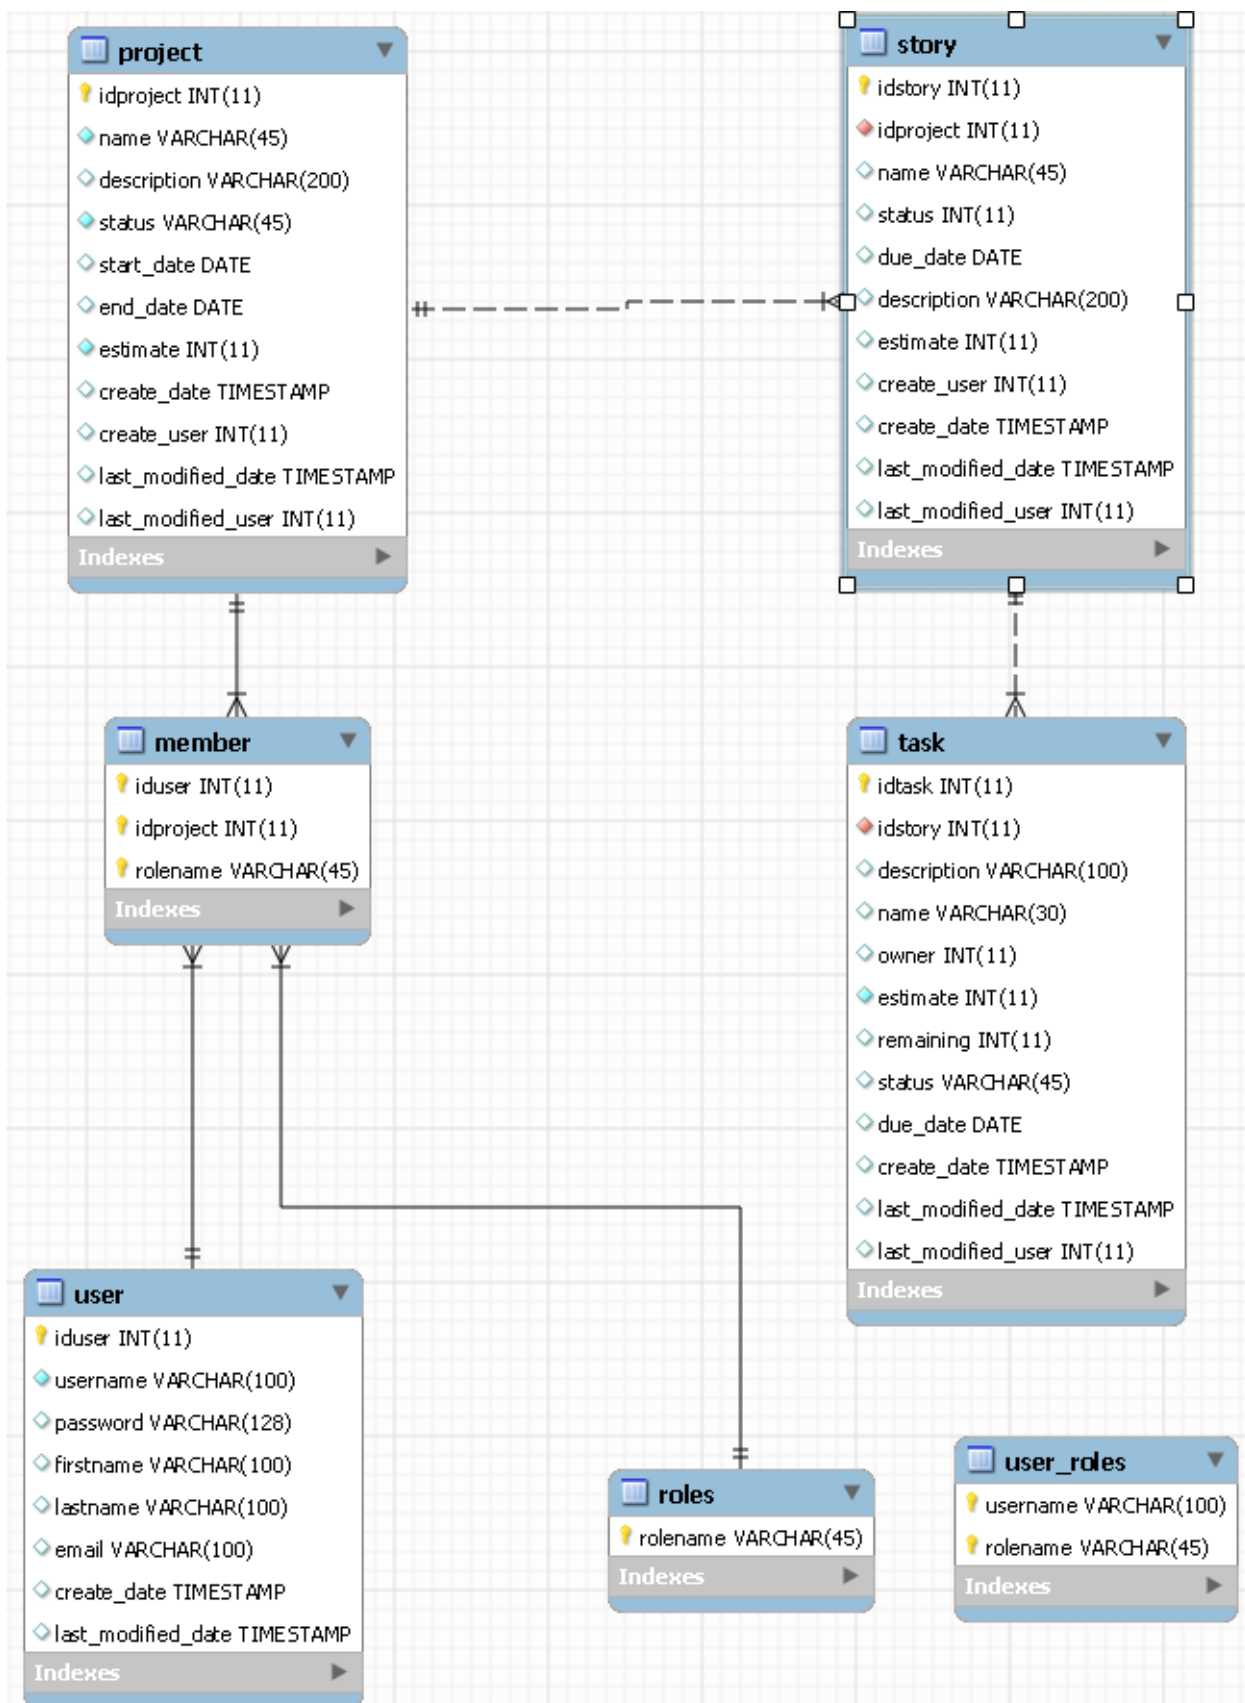 project
idproject INT(11)
name VARCHAR(45)
description VARCHAR(200)
status VARCHAR(45)
start_date DATE
end_date DATE
estimate INT(11)
create_date TIMESTAMP
create_user INT(11)
last_modified_date TIMESTAMP
last_modified_user INT(11)
Indexes
story
idstory INT(11)
idproject INT(11)
name VARCHAR(45)
status INT(11)
due_date DATE
description VARCHAR(200)
estimate INT(11)
create_user INT(11)
create_date TIMESTAMP
last_modified_date TIMESTAMP
last_modified_user INT(11)
Indexes
member
iduser INT(11)
idproject INT(11)
rolename VARCHAR(45)
Indexes
task
idtask INT(11)
idstory INT(11)
description VARCHAR(100)
name VARCHAR(30)
owner INT(11)
estimate INT(11)
remaining INT(11)
status VARCHAR(45)
due_date DATE
create_date TIMESTAMP
last_modified_date TIMESTAMP
last_modified_user INT(11)
Indexes
user
iduser INT(11)
username VARCHAR(100)
password VARCHAR(128)
firstname VARCHAR(100)
lastname VARCHAR(100)
email VARCHAR(100)
create_date TIMESTAMP
last_modified_date TIMESTAMP
Indexes
roles
rolename VARCHAR(45)
Indexes
user_roles
username VARCHAR(100)
rolename VARCHAR(45)
Indexes